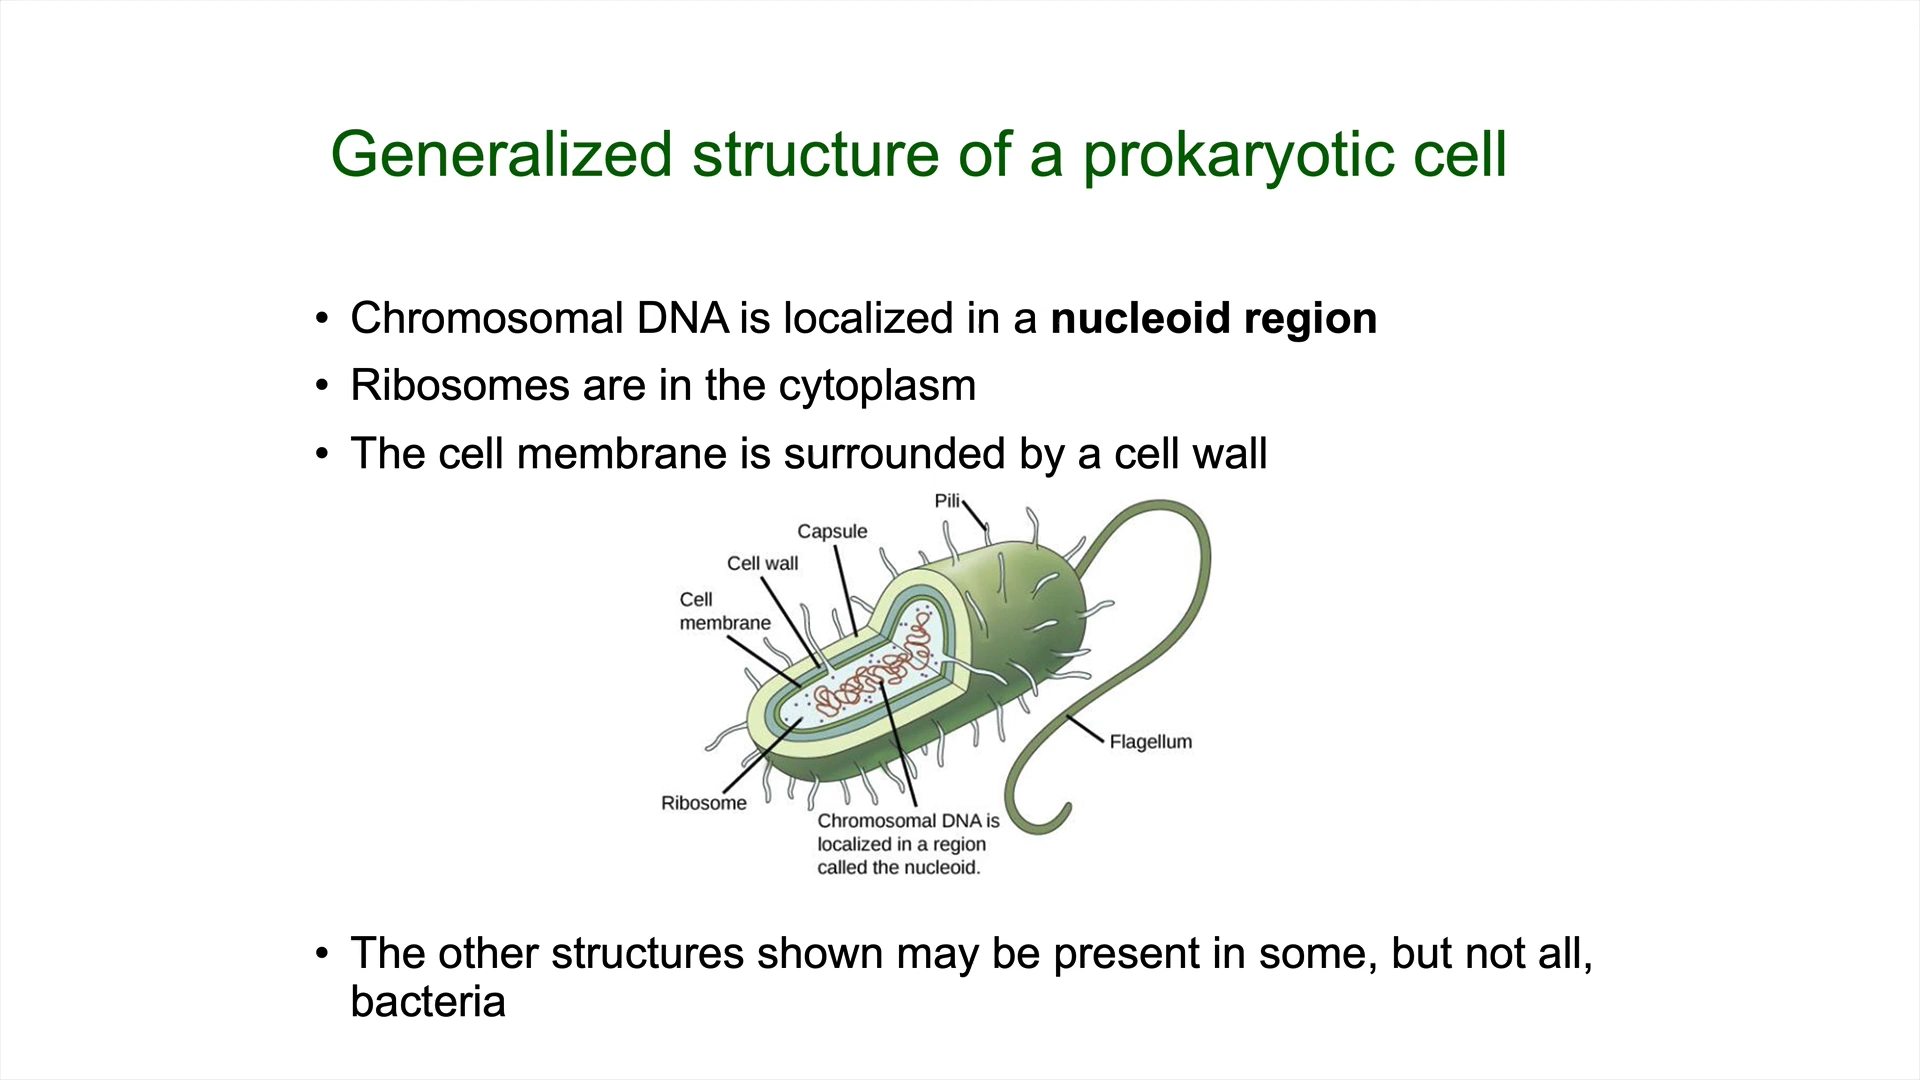 Generalized structure of a prokaryotic cell
• Chromosomal DNA is localized in a nucleoid region
• Ribosomes are in the cytoplasm
• The cell membrane is surrounded by a cell wall
Pili
Capsule
Cell wall
Cell
membrane
Flagellum
Ribosome
Chromosomal DNA is
localized in a region
called the nucleoid.
• The other structures shown may be present in some, but not all,
bacteria